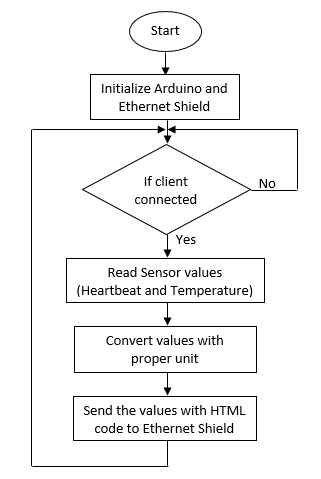 Start
Initialize Arduino and
Ethernet Shield
If client
connected
No
Yes
Read Sensor values
(Heartbeat and Temperature)
Convert values with
proper unit
Send the values with HTML
code to Ethernet Shield